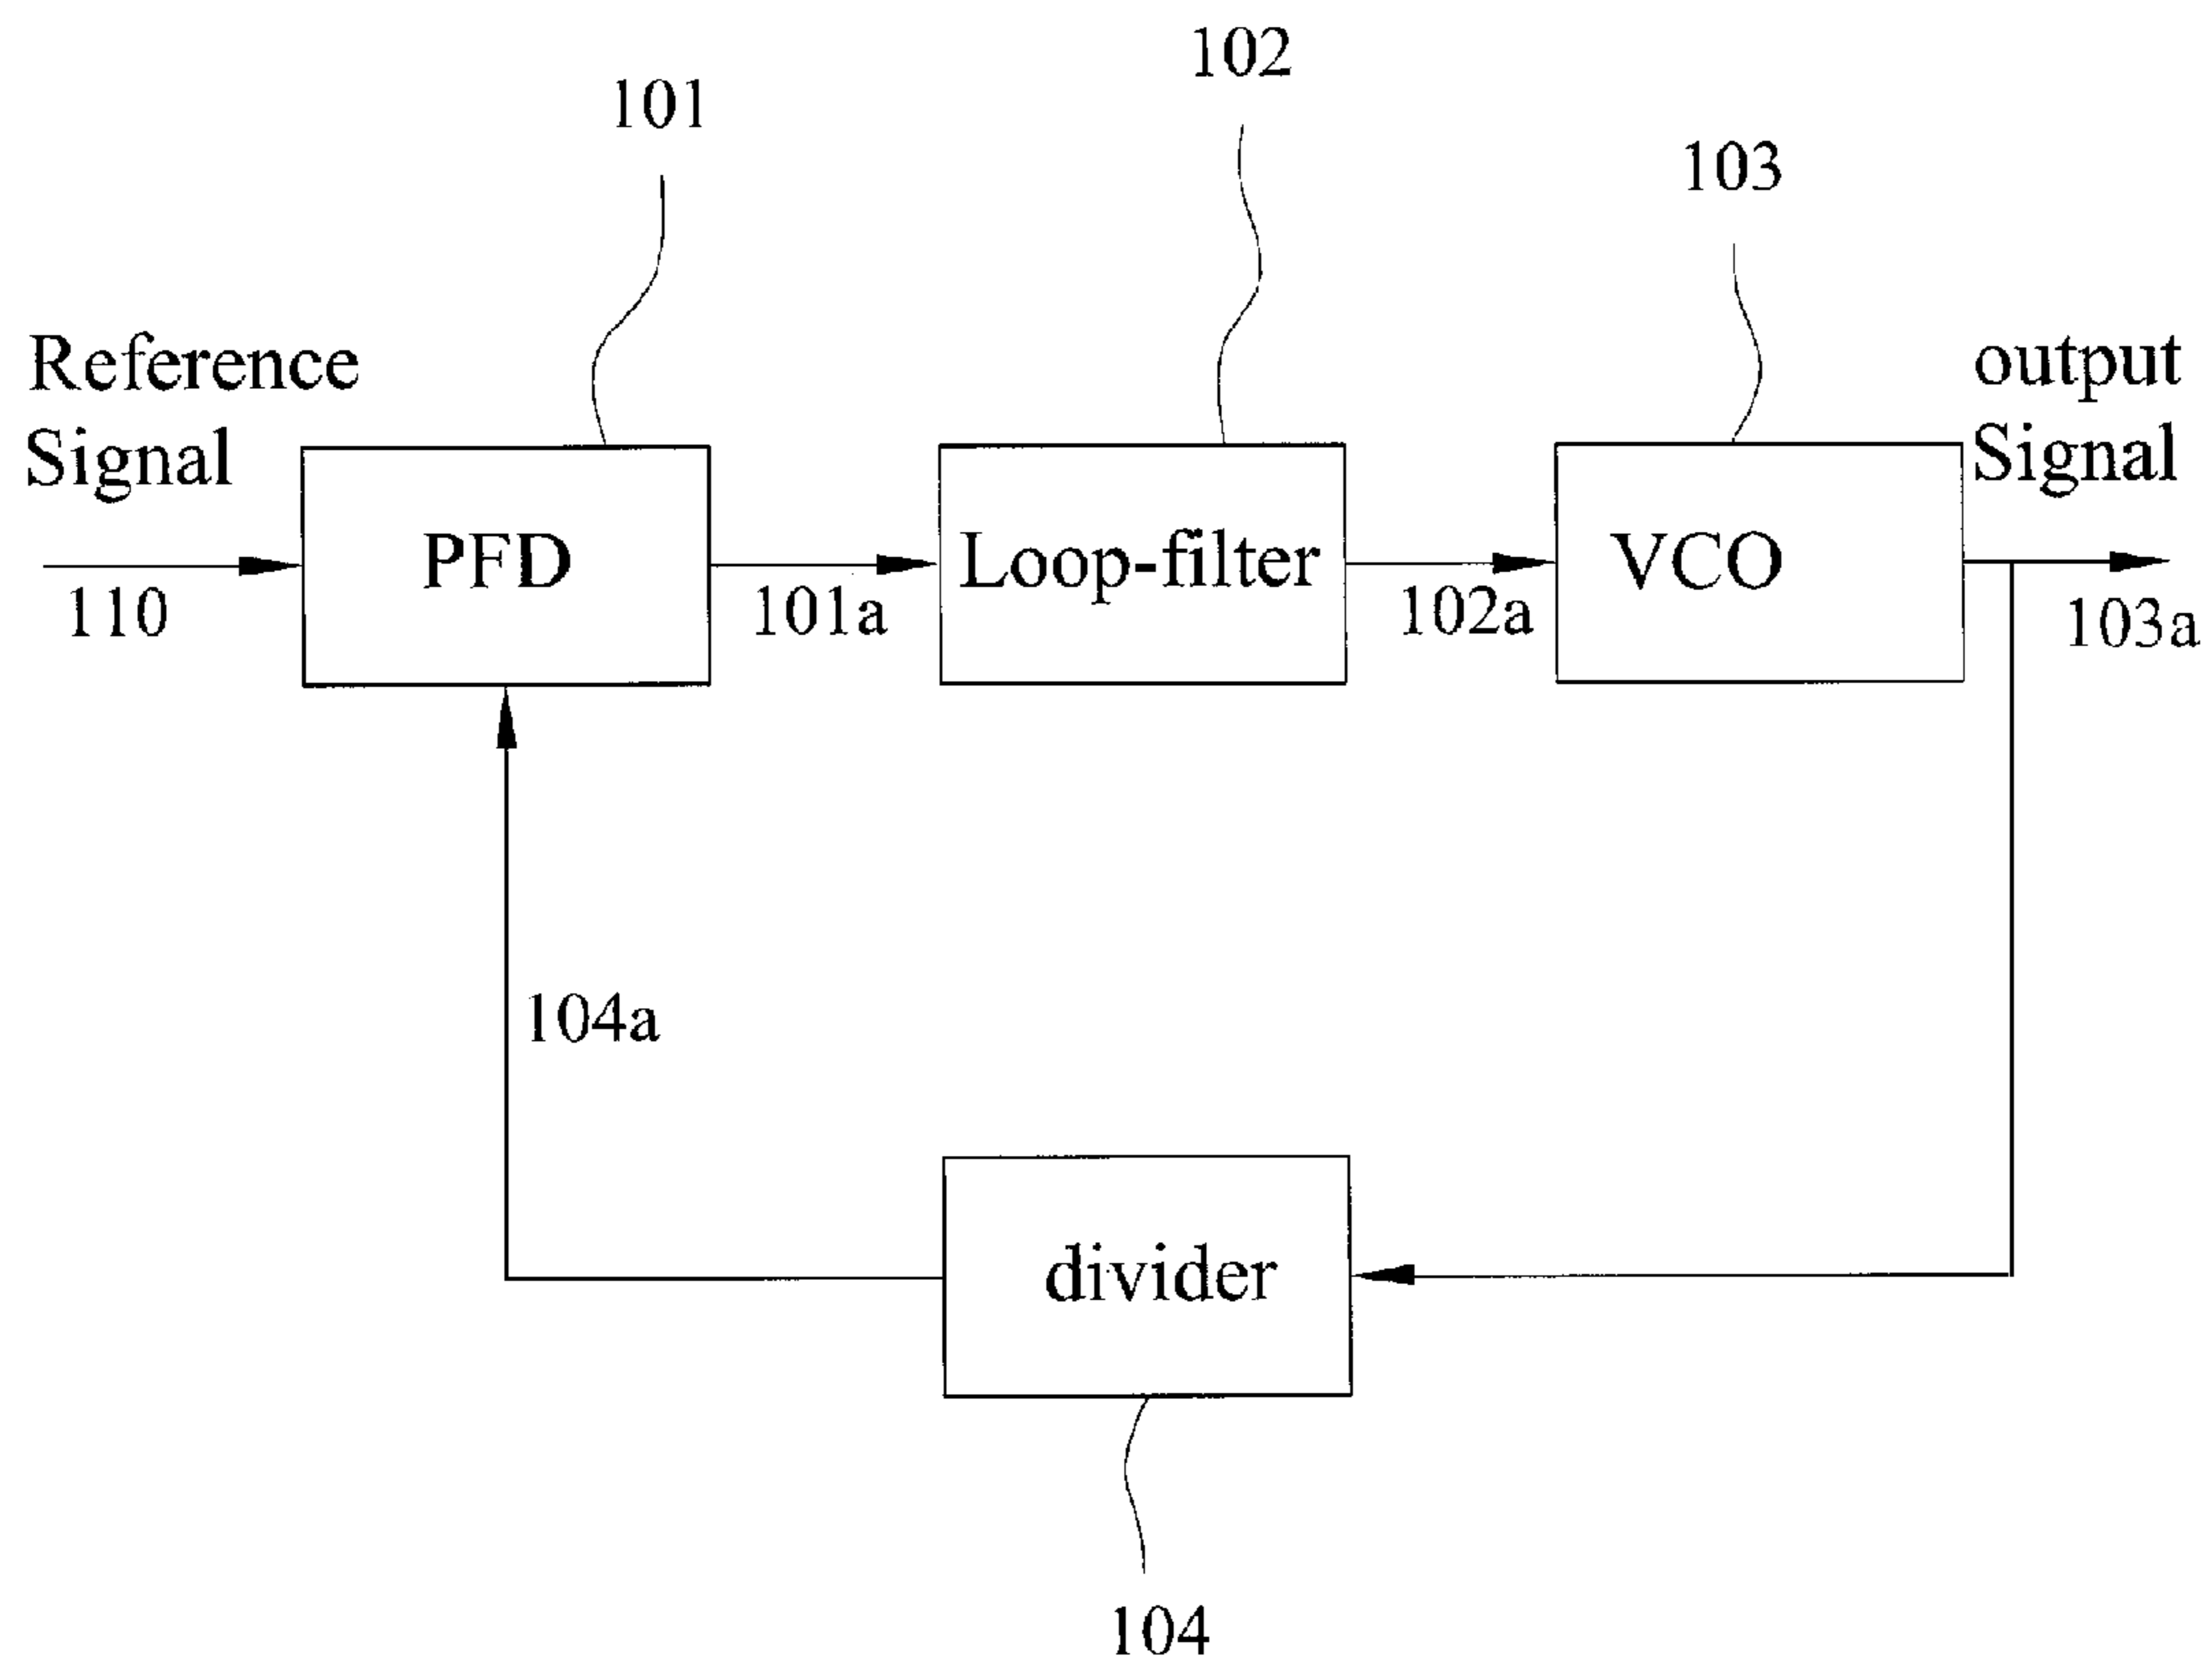 102
101
103
Reference
Signal
output
Signal
PFD
Loop-filter
VCO
110
101a
102a
103a
104a
divider
104